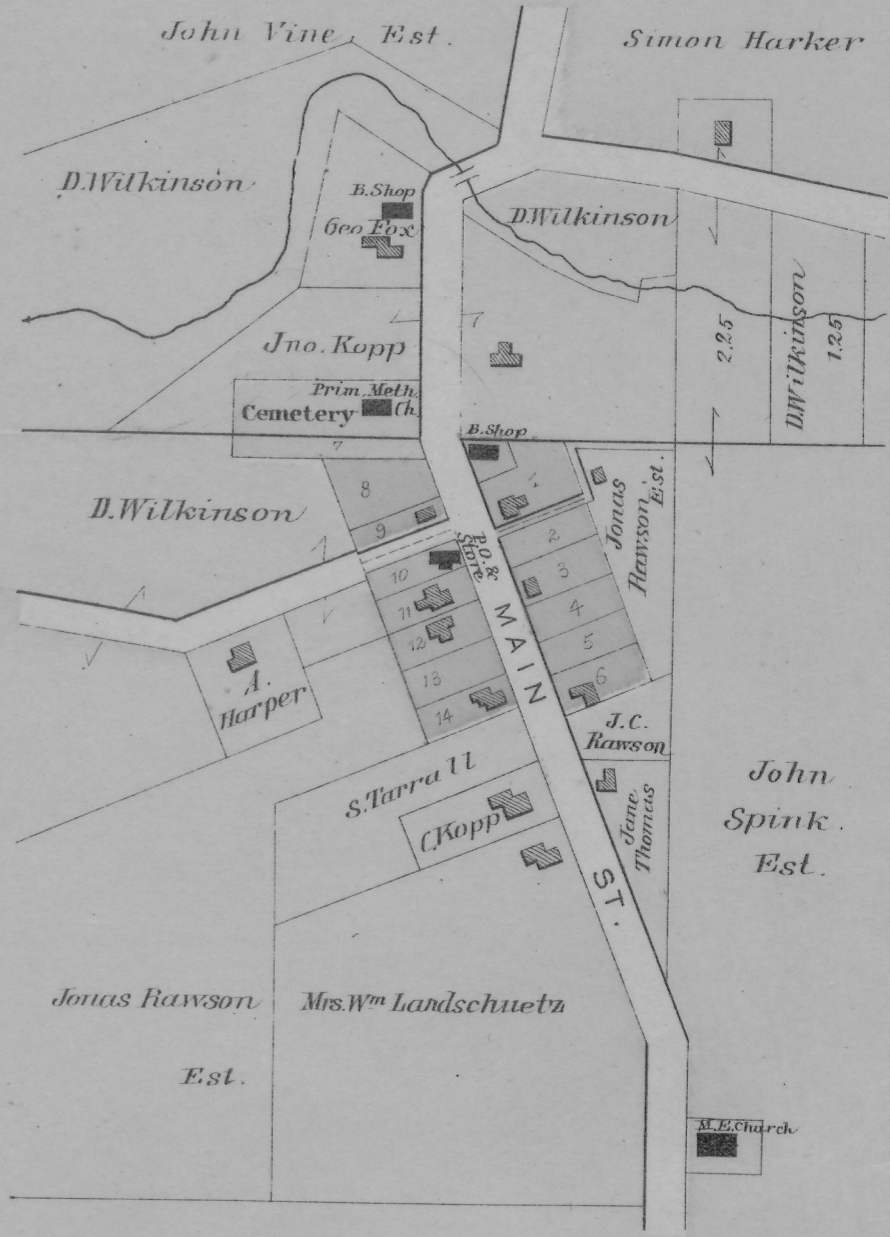 John Vine, Est.
Simon Harker
D. Wilkinson
B. Shop
Geo Fox
D. Wilkinson
Jno. Kopp
2.25
D. Wilkinson
1.25
Prim. Meth.
Ch.
Cemetery
B. Shop
7
8
9
1
D. Wilkinson
Jonas
Rawson
Est.
P.O. &
Store
2
3
4
5
6
10
11
12
13
14
MAIN
ST.
A.
Harper
J.C.
Rawson
S. Tarrall
C. Kopp
Jane
Thomas
John
Spink.
Est.
Jonas Rawson
Est.
Mrs. Wm Landschuetz
M.E. Church